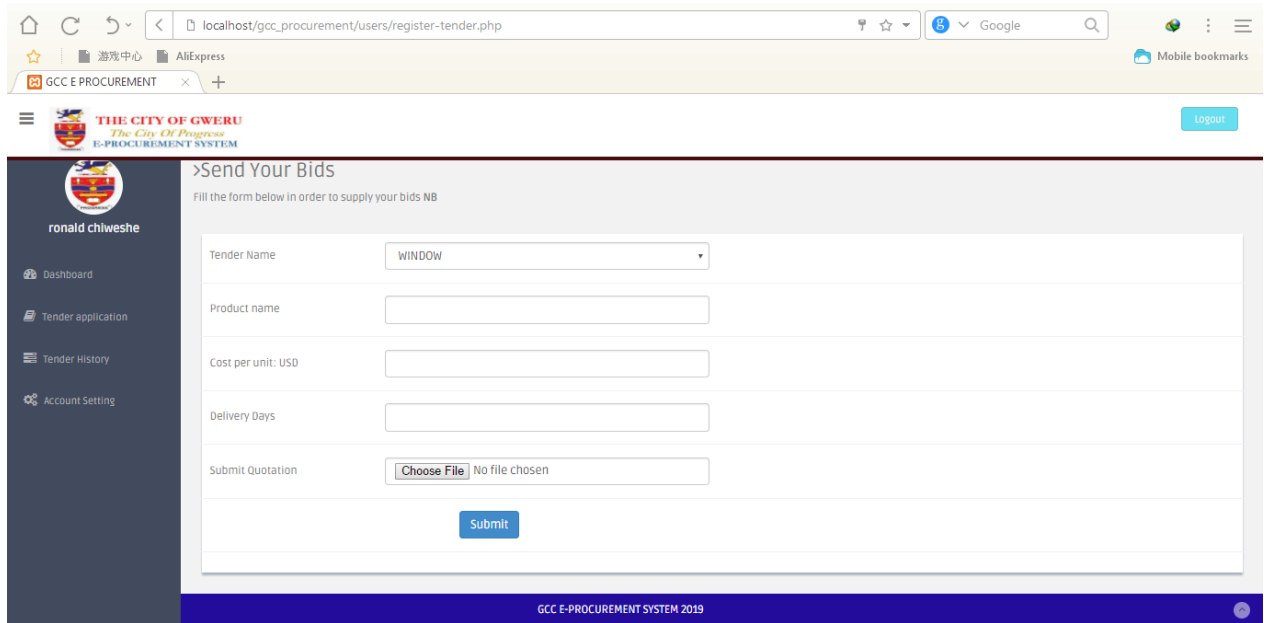 localhost/gcc_procurement/users/register-tender.php
Google
游戏中心
AliExpress
Mobile bookmarks
GCC E PROCUREMENT
THE CITY OF GWERU
The City Of Progress
E-PROCUREMENT SYSTEM
Logout
ronald chiweshe
Dashboard
Tender application
Tender History
Account Setting
>Send Your Bids
Fill the form below in order to supply your bids NB
Tender Name
WINDOW
Product name
Cost per unit: USD
Delivery Days
Submit Quotation
Choose File No file chosen
Submit
GCC E-PROCUREMENT SYSTEM 2019